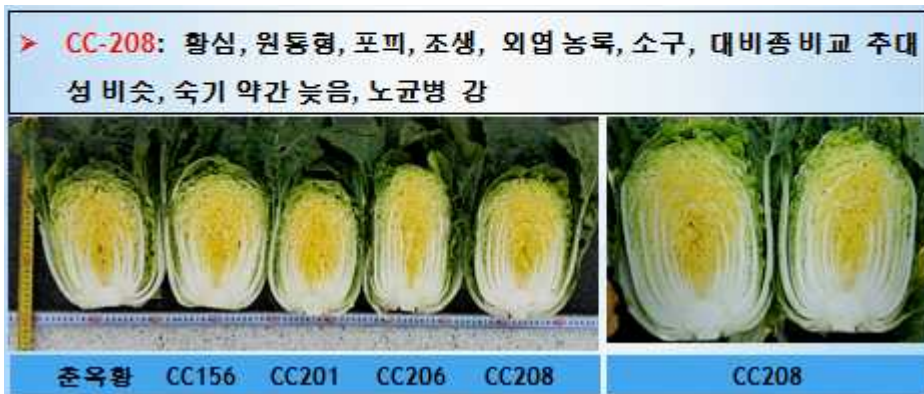 ➤ CC-208: 황심, 원통형, 포피, 조생, 외엽 농록, 소구, 대비종 비교 추대
성 비슷, 숙기 약간 늦음, 노균병 강
춘옥황 CC156 CC201 CC206 CC208
CC208